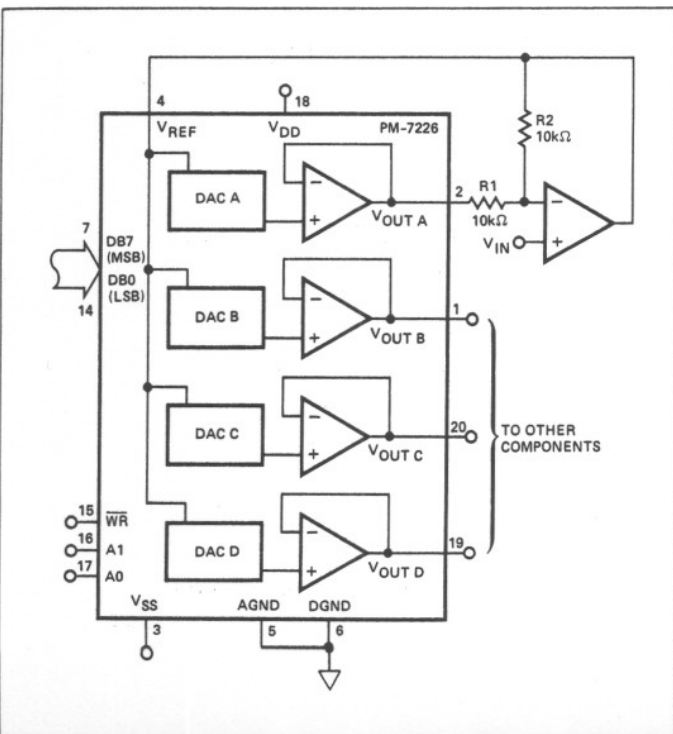 4
18
VREF
VDD
PM-7226
R2
10kΩ
DAC A
−
+
VOUT A
2
R1
10kΩ
−
+
VIN
7
DB7
(MSB)
DB0
(LSB)
14
DAC B
−
+
VOUT B
1
DAC C
−
+
VOUT C
20
TO OTHER
COMPONENTS
15
WR
16
A1
17
A0
DAC D
−
+
VOUT D
19
VSS
AGND
DGND
3
5
6